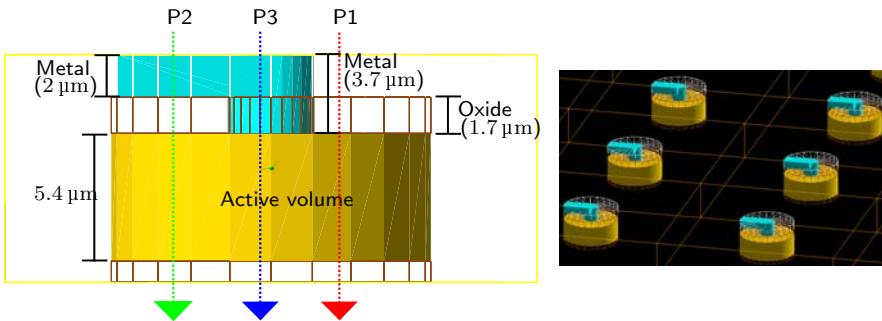 P2 P3 P1
Metal
(2 µm)
Metal
(3.7 µm)
Oxide
(1.7 µm)
5.4 µm
Active volume